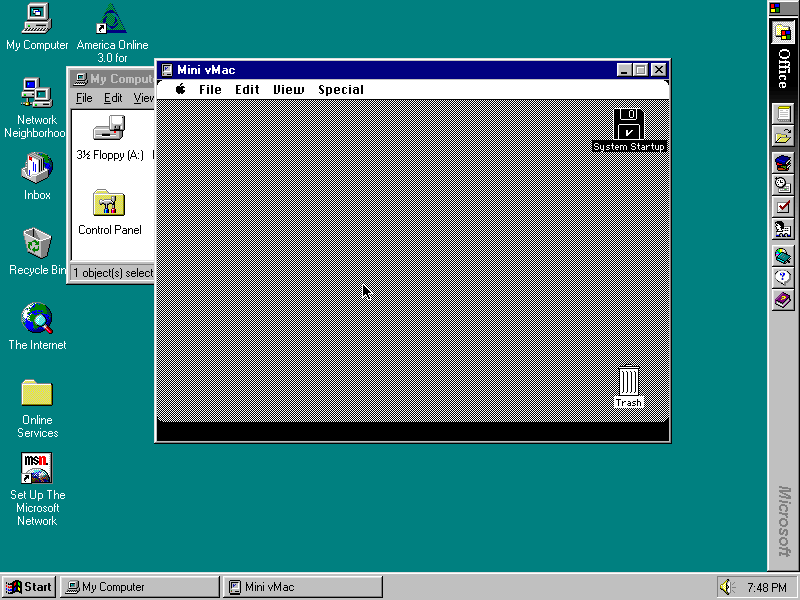 My Computer
America Online
3.0 for
Network
Neighborhoo
Inbox
Recycle Bin
The Internet
Online
Services
msn.
Set Up The
Microsoft
Network
My Comput
File Edit View
3½ Floppy (A:)
Control Panel
1 object(s) select
Mini vMac
File Edit View Special
System Startup
Trash
Office
Microsoft
Start
My Computer
Mini vMac
7:48 PM